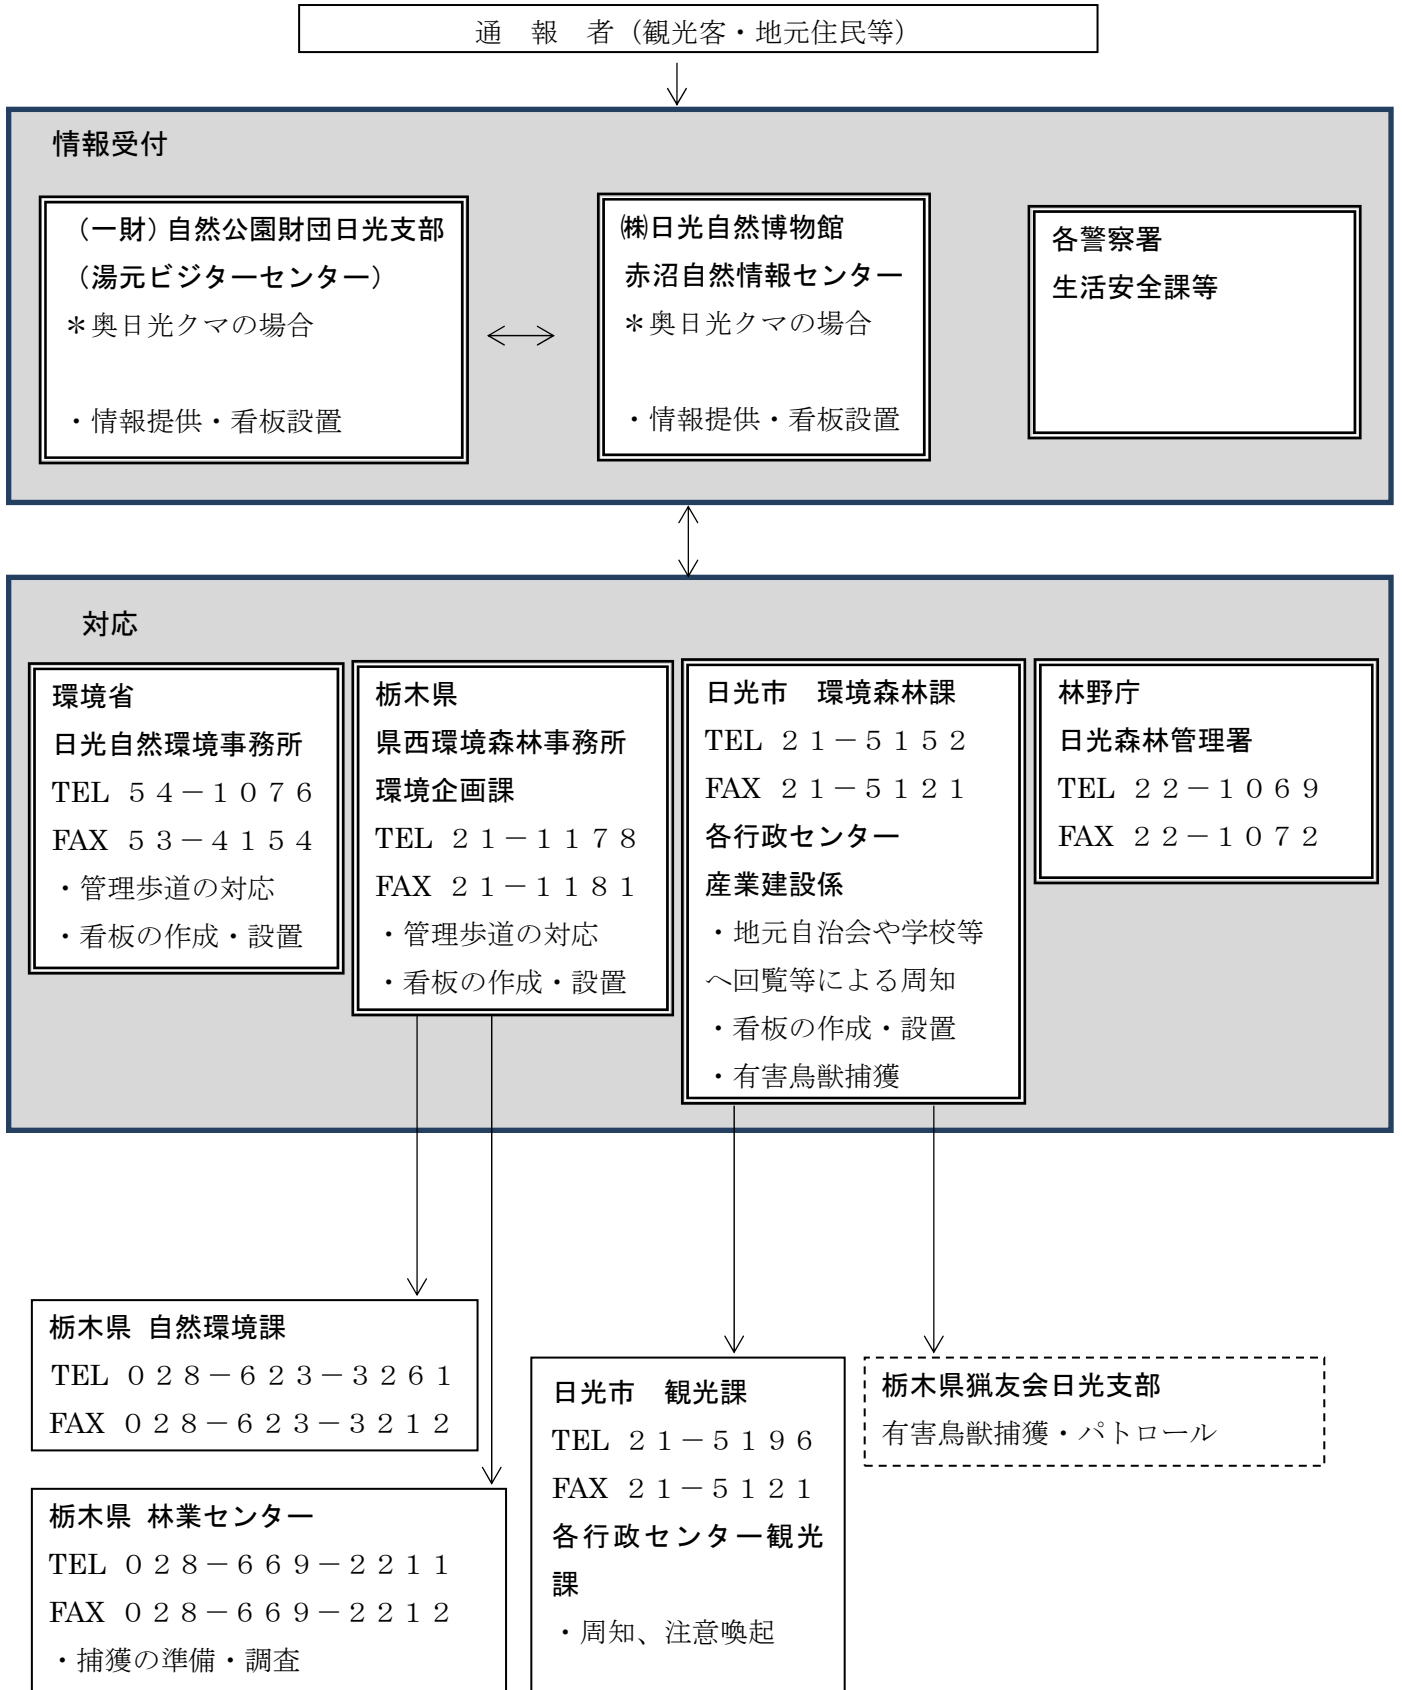 通　報　者（観光客・地元住民等）
情報受付
（一財）自然公園財団日光支部
（湯元ビジターセンター）
＊奥日光クマの場合
・情報提供・看板設置
㈱日光自然博物館
赤沼自然情報センター
＊奥日光クマの場合
・情報提供・看板設置
各警察署
生活安全課等
対応
環境省
日光自然環境事務所
TEL ５４－１０７６
FAX ５３－４１５４
・管理歩道の対応
・看板の作成・設置
栃木県
県西環境森林事務所
環境企画課
TEL ２１－１１７８
FAX ２１－１１８１
・管理歩道の対応
・看板の作成・設置
日光市　環境森林課
TEL ２１－５１５２
FAX ２１－５１２１
各行政センター
産業建設係
・地元自治会や学校等
へ回覧等による周知
・看板の作成・設置
・有害鳥獣捕獲
林野庁
日光森林管理署
TEL ２２－１０６９
FAX ２２－１０７２
栃木県 自然環境課
TEL ０２８－６２３－３２６１
FAX ０２８－６２３－３２１２
栃木県 林業センター
TEL ０２８－６６９－２２１１
FAX ０２８－６６９－２２１２
・捕獲の準備・調査
日光市　観光課
TEL ２１－５１９６
FAX ２１－５１２１
各行政センター観光
課
・周知、注意喚起
栃木県猟友会日光支部
有害鳥獣捕獲・パトロール